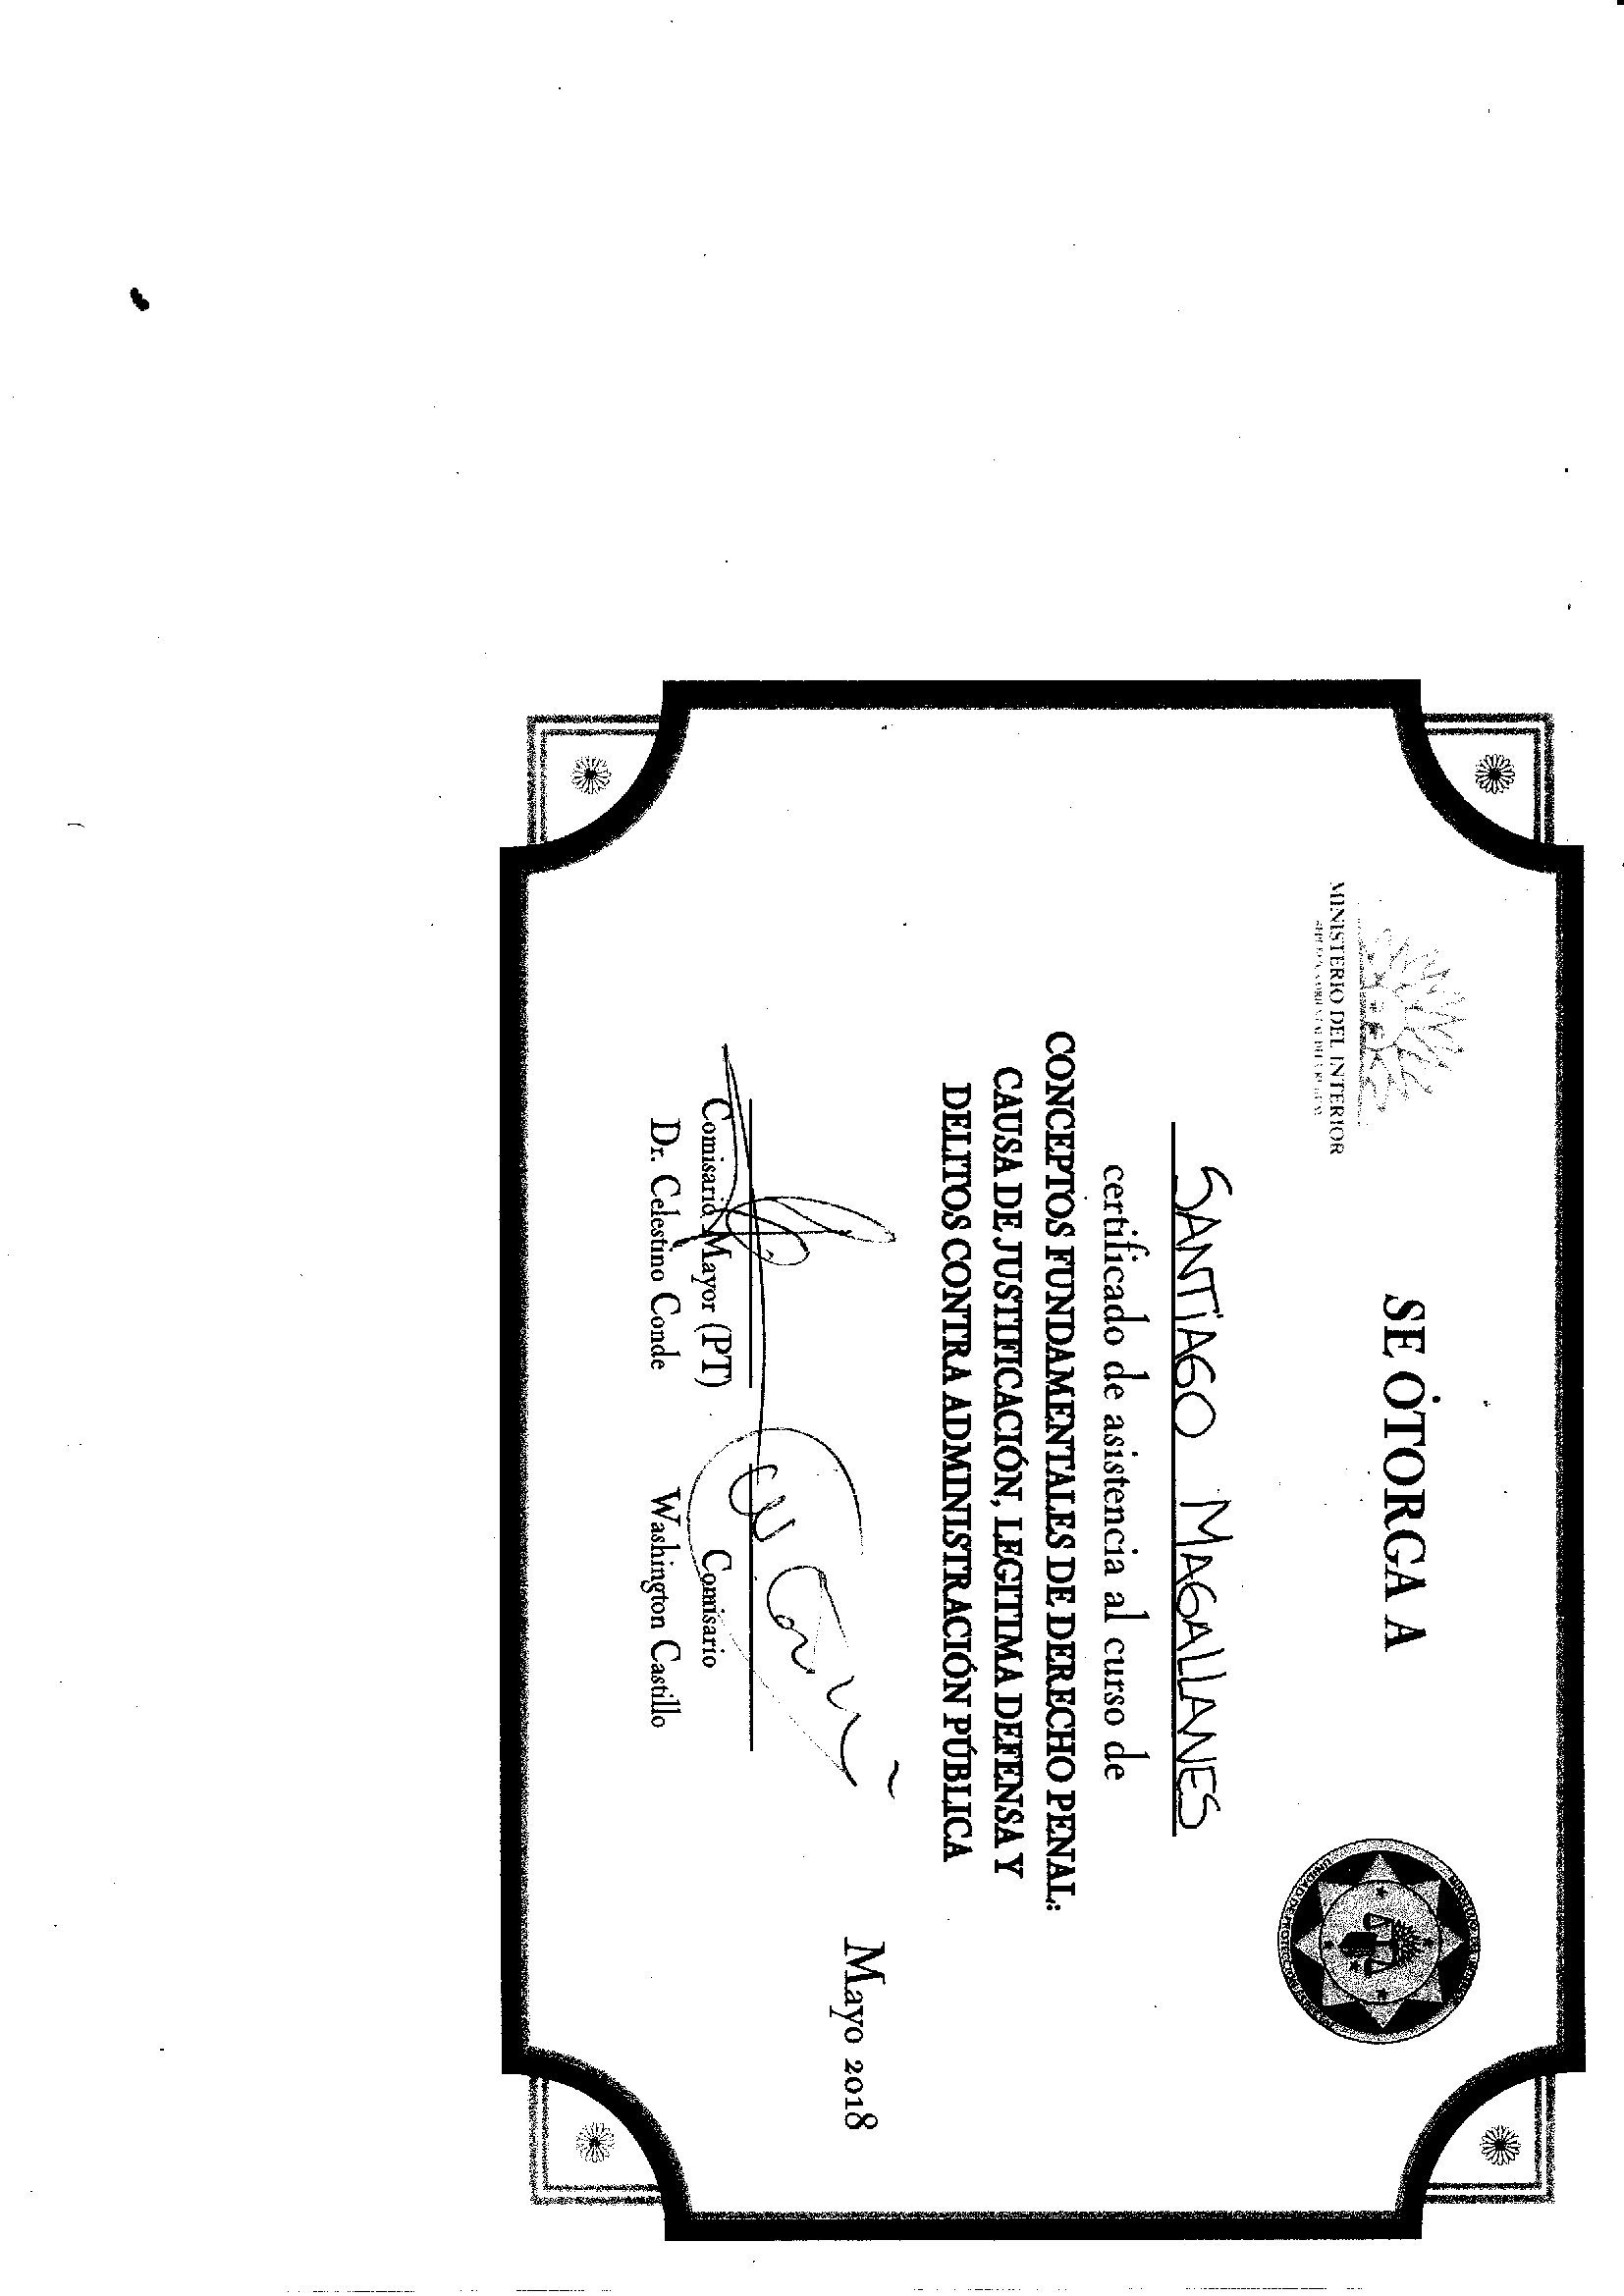 MINISTERIO DEL INTERIOR
SE OTORGA A
SANTIAGO MAGALLANES
certificado de asistencia al curso de
CONCEPTOS FUNDAMENTALES DE DERECHO PENAL:
CAUSA DE JUSTIFICACIÓN, LEGITIMA DEFENSA Y
DELITOS CONTRA ADMINISTRACIÓN PÚBLICA
Mayo 2018
Comisario Mayor (PT)
Dr. Celestino Conde
Comisario
Washington Castillo